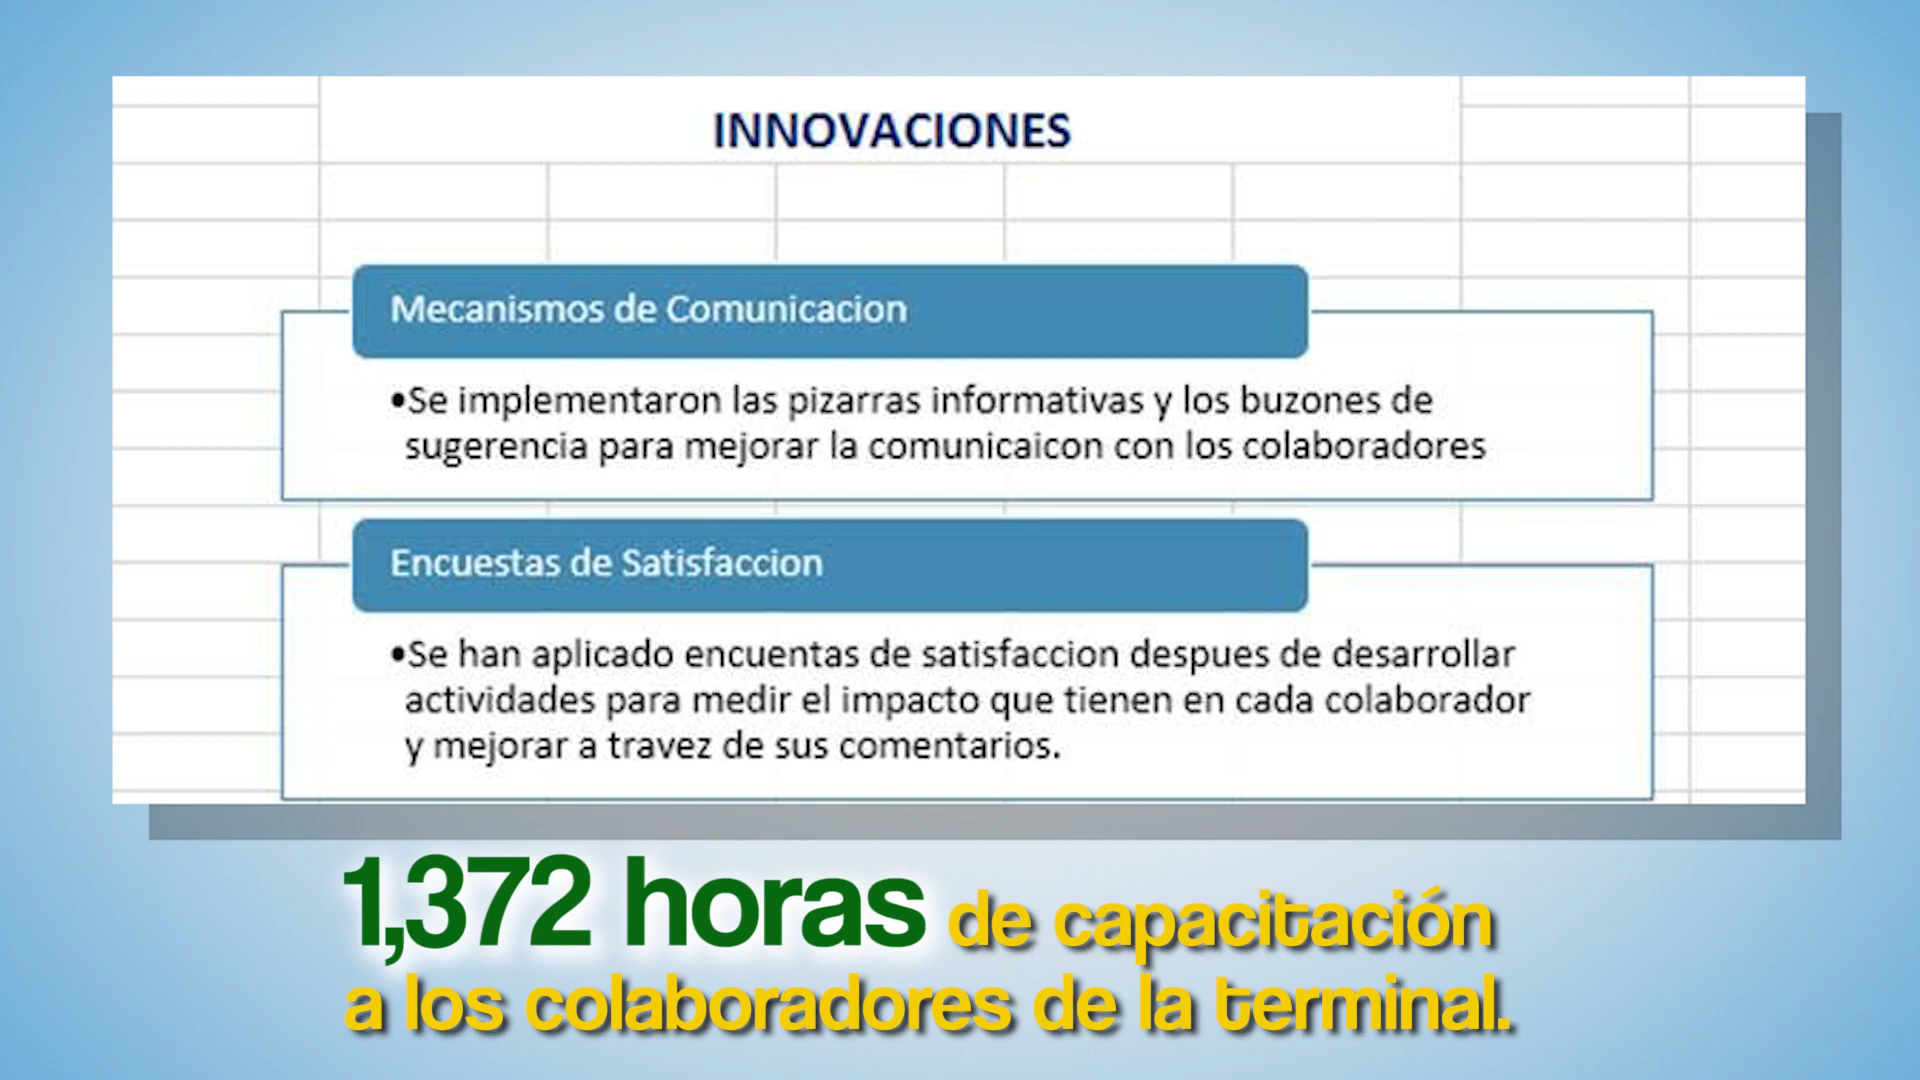 INNOVACIONES
Mecanismos de Comunicacion
•Se implementaron las pizarras informativas y los buzones de
sugerencia para mejorar la comunicaicon con los colaboradores
Encuestas de Satisfaccion
•Se han aplicado encuentas de satisfaccion despues de desarrollar
actividades para medir el impacto que tienen en cada colaborador
y mejorar a travez de sus comentarios.
1,372 horas de capacitación
a los colaboradores de la terminal.